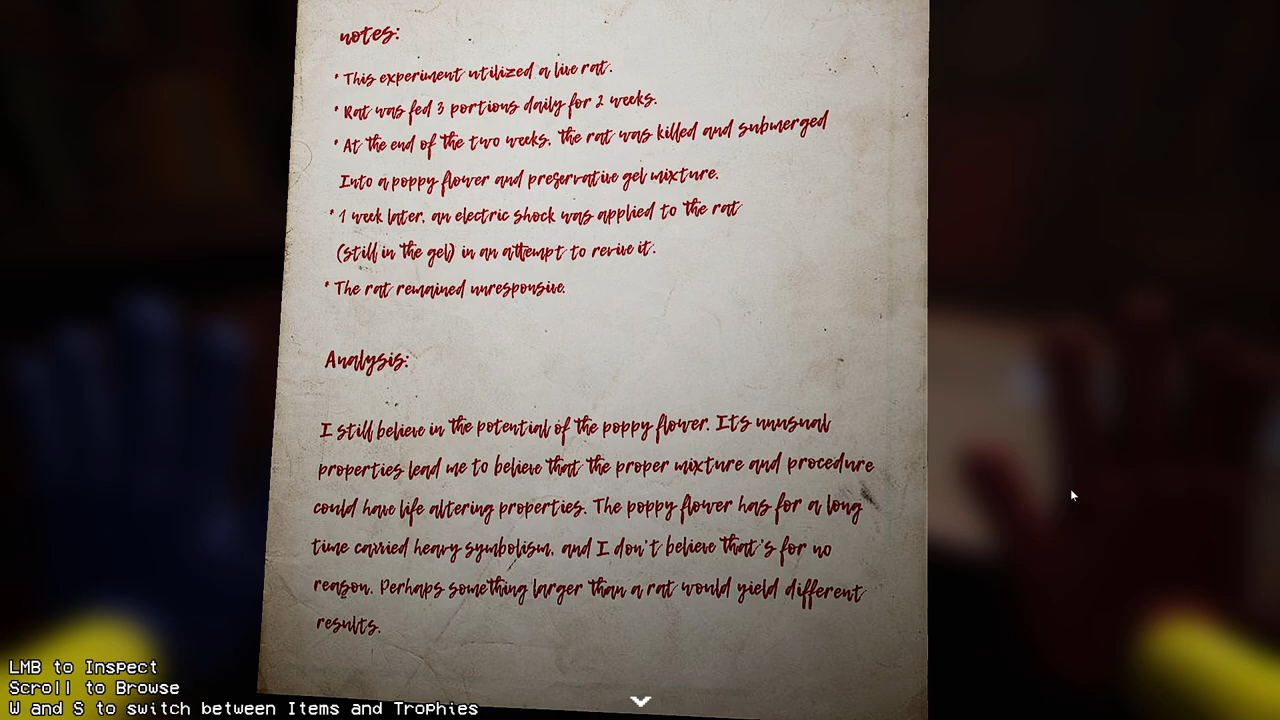 notes:
* This experiment utilized a live rat.
* Rat was fed 3 portions daily for 2 weeks.
* At the end of the two weeks, the rat was killed and submerged
Into a poppy flower and preservative gel mixture.
* 1 week later, an electric shock was applied to the rat
(still in the gel) in an attempt to revive it.
* The rat remained unresponsive.
Analysis:
I still believe in the potential of the poppy flower. Its unusual
properties lead me to believe that the proper mixture and procedure
could have life altering properties. The poppy flower has for a long
time carried heavy symbolism, and I don't believe that's for no
reason. Perhaps something larger than a rat would yield different
results.
LMB to Inspect
Scroll to Browse
W and S to switch between Items and Trophies